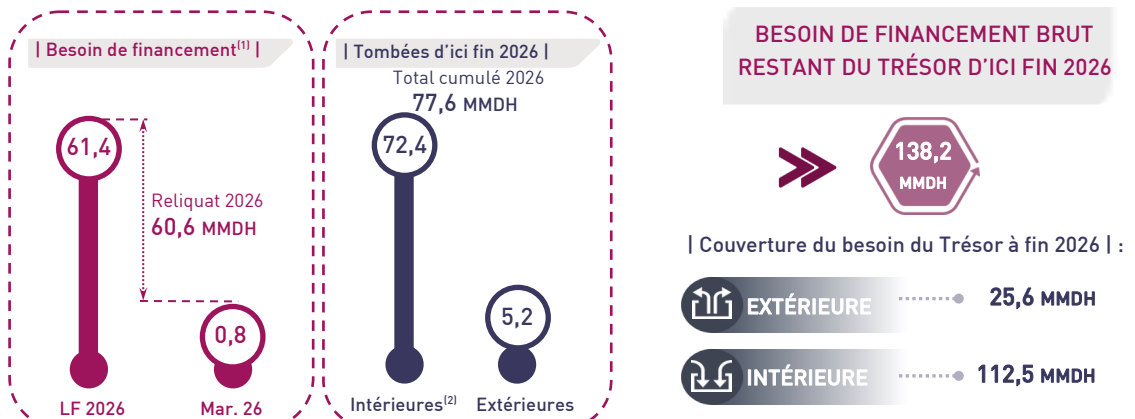 | Besoin de financement(1) |
61,4
Reliquat 2026
60,6 MMDH
0,8
LF 2026
Mar. 26
| Tombées d'ici fin 2026 |
Total cumulé 2026
77,6 MMDH
72,4
5,2
Intérieures(2)
Extérieures
BESOIN DE FINANCEMENT BRUT
RESTANT DU TRÉSOR D'ICI FIN 2026
138,2
MMDH
| Couverture du besoin du Trésor à fin 2026 | :
EXTÉRIEURE
25,6 MMDH
INTÉRIEURE
112,5 MMDH